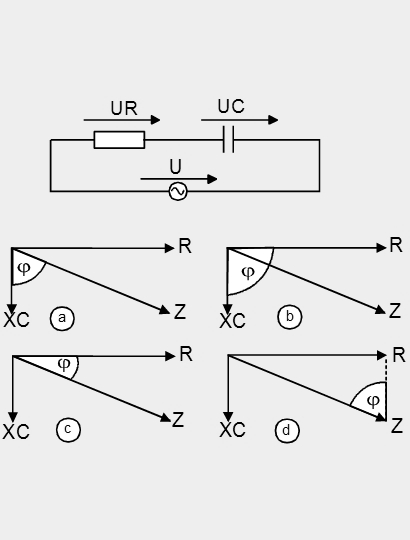 UR UC
U
R R
φ φ
XC a Z XC b Z
R R
φ
φ
XC c Z XC d Z